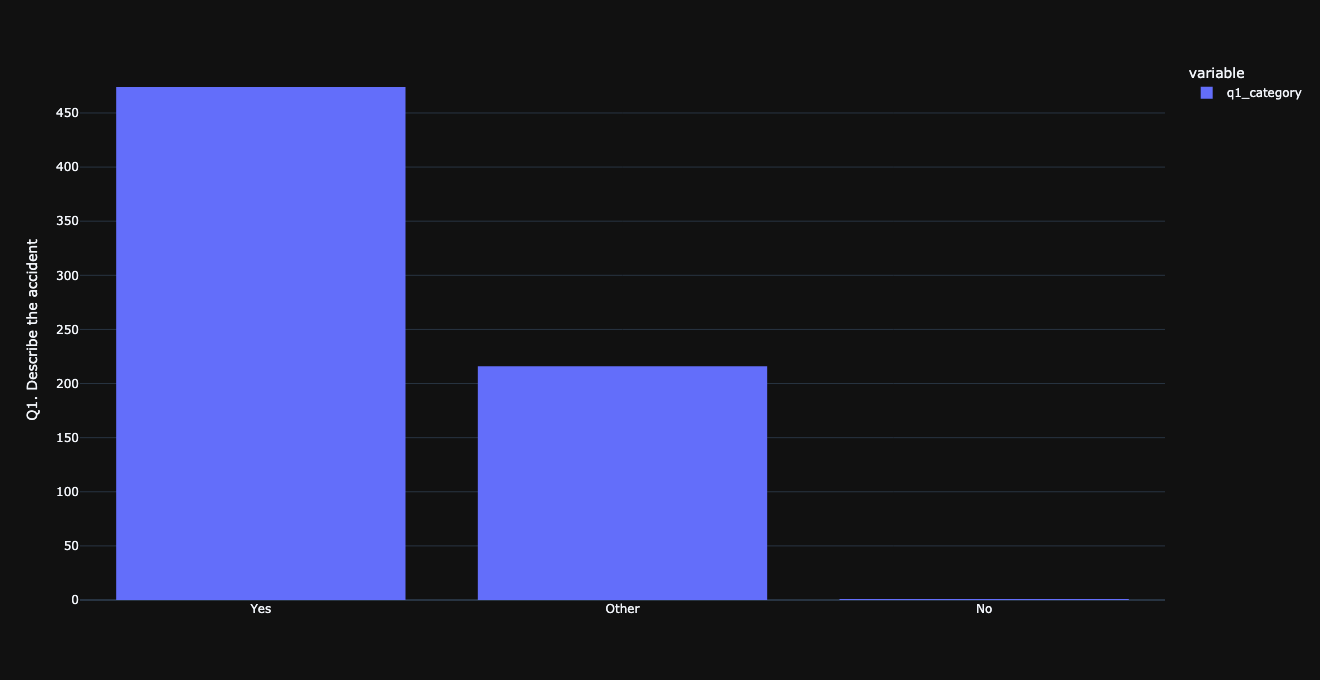 variable
q1_category
Q1. Describe the accident
450
400
350
300
250
200
150
100
50
0
Yes
Other
No